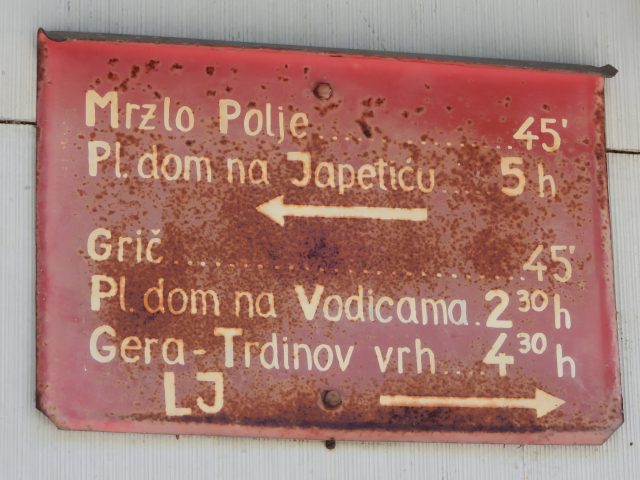 Mrzlo Polje........................45'
Pl. dom na Japetiću.... 5 h
Grič........................45'
Pl. dom na Vodicama. 2³⁰ h
Gera - Trdinov vrh.... 4³⁰ h
LJ